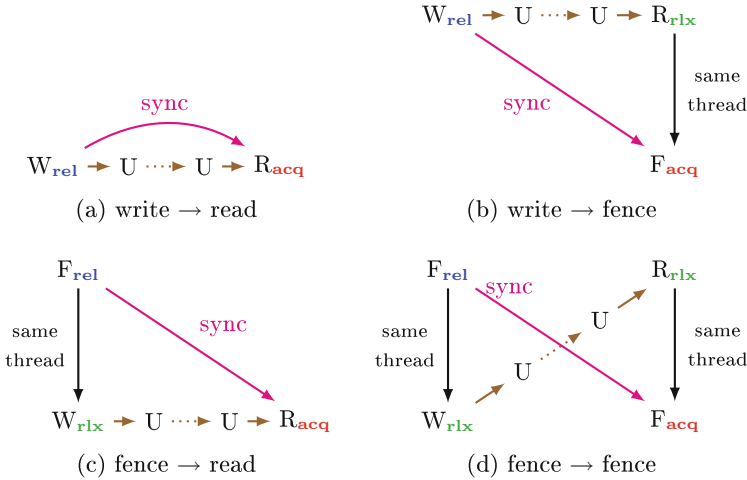 sync
W_rel U U R_acq
(a) write → read
W_rel U U R_rlx
sync
same
thread
F_acq
(b) write → fence
F_rel
same
thread
sync
W_rlx U U R_acq
(c) fence → read
F_rel
R_rlx
sync
U
same
thread
same
thread
U
W_rlx
F_acq
(d) fence → fence